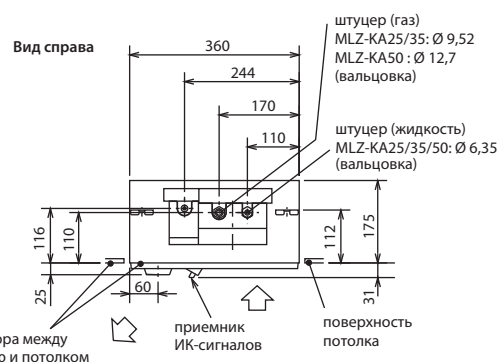 штуцер (газ)
MLZ-KA25/35: Ø 9,52
MLZ-KA50 : Ø 12,7
(вальцовка)
Вид справа
360
244
170
110
штуцер (жидкость)
MLZ-KA25/35/50: Ø 6,35
(вальцовка)
116
110
112
175
25
60
31
приемник
ИК-сигналов
поверхность
потолка
между
и потолком